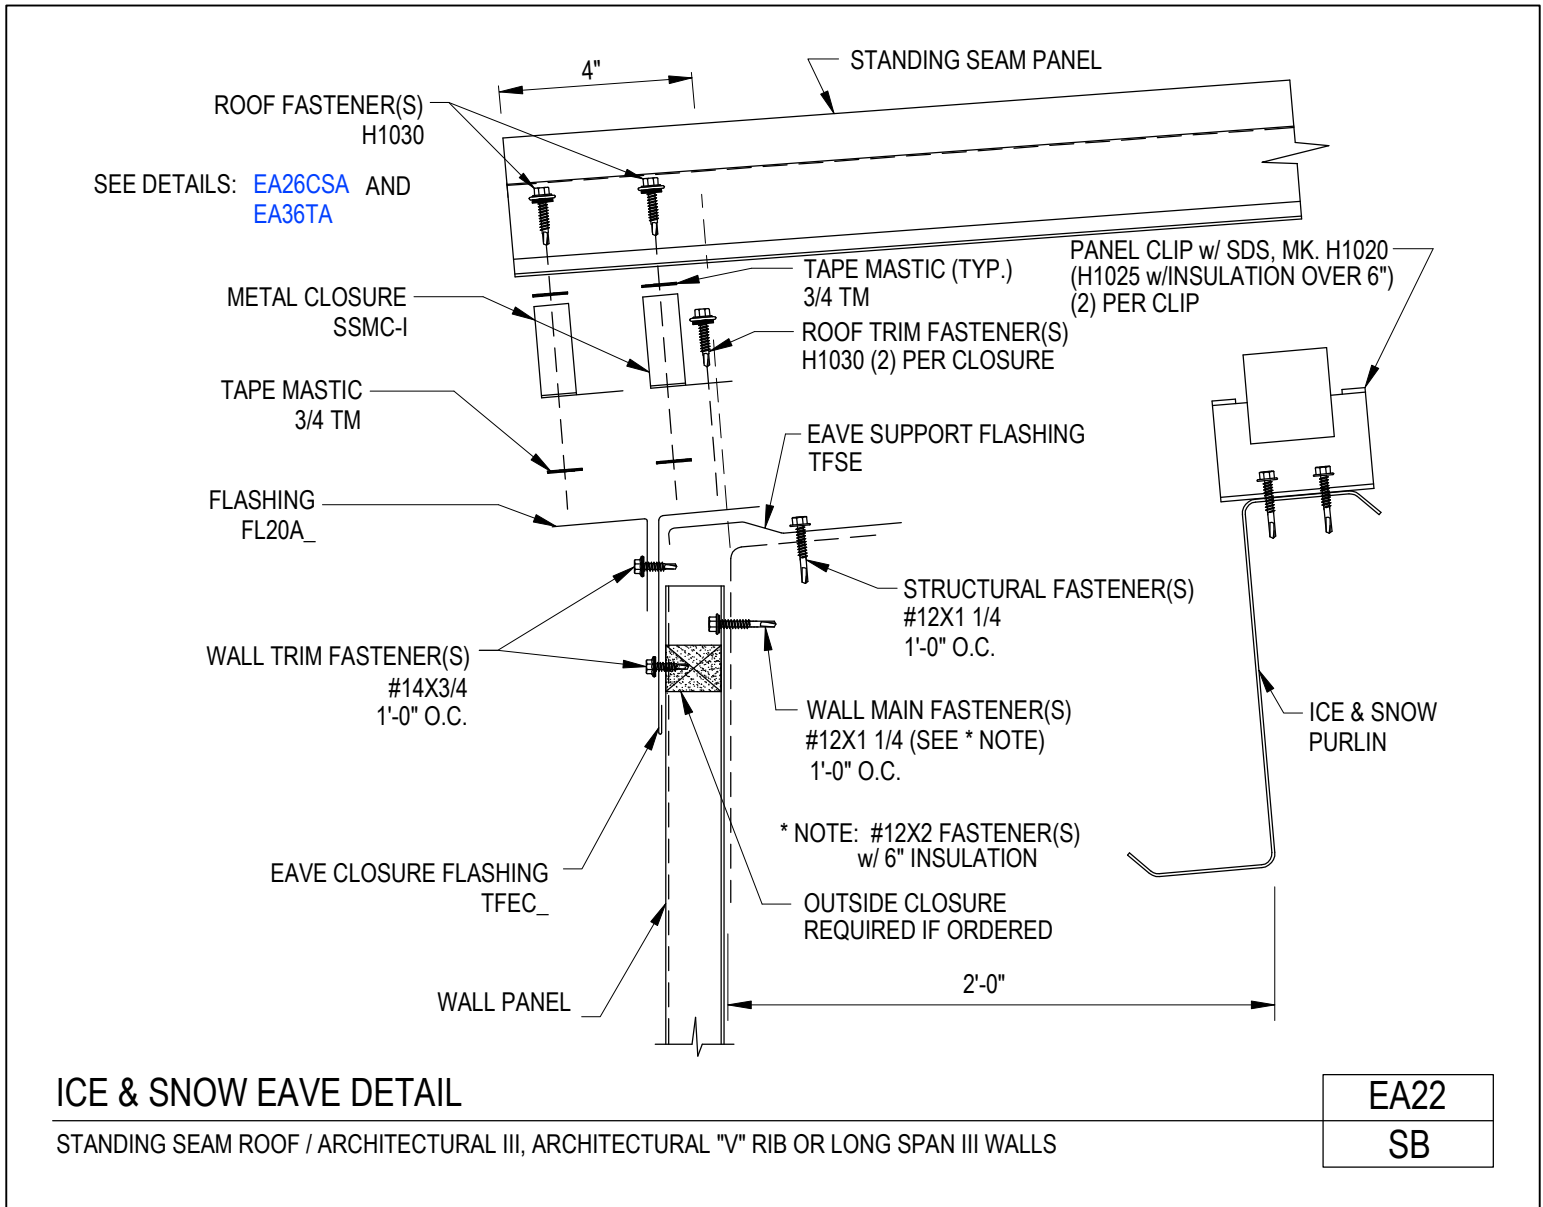 4"
STANDING SEAM PANEL
ROOF FASTENER(S)
H1030
SEE DETAILS: EA26CSA AND
EA36TA
PANEL CLIP w/ SDS, MK. H1020
(H1025 w/INSULATION OVER 6")
(2) PER CLIP
TAPE MASTIC (TYP.)
3/4 TM
METAL CLOSURE
SSMC-I
ROOF TRIM FASTENER(S)
H1030 (2) PER CLOSURE
TAPE MASTIC
3/4 TM
EAVE SUPPORT FLASHING
TFSE
FLASHING
FL20A_
STRUCTURAL FASTENER(S)
#12X1 1/4
1'-0" O.C.
WALL TRIM FASTENER(S)
#14X3/4
1'-0" O.C.
WALL MAIN FASTENER(S)
#12X1 1/4 (SEE * NOTE)
1'-0" O.C.
ICE & SNOW
PURLIN
* NOTE: #12X2 FASTENER(S)
w/ 6" INSULATION
EAVE CLOSURE FLASHING
TFEC_
OUTSIDE CLOSURE
REQUIRED IF ORDERED
2'-0"
WALL PANEL
ICE & SNOW EAVE DETAIL
STANDING SEAM ROOF / ARCHITECTURAL III, ARCHITECTURAL "V" RIB OR LONG SPAN III WALLS
EA22
SB